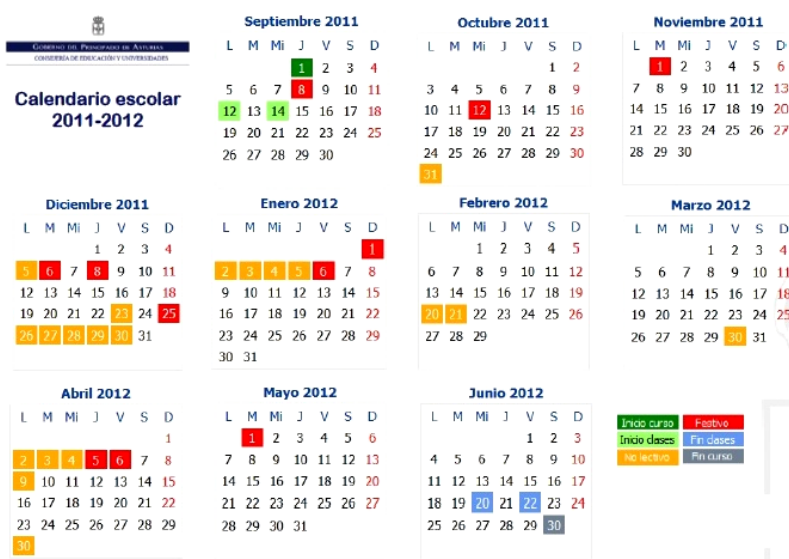 GOBIERNO DEL PRINCIPADO DE ASTURIAS
CONSEJERÍA DE EDUCACIÓN Y UNIVERSIDADES
Calendario escolar
2011-2012
Septiembre 2011
L M Mi J V S D
1 2 3 4
5 6 7 8 9 10 11
12 13 14 15 16 17 18
19 20 21 22 23 24 25
26 27 28 29 30
Octubre 2011
L M Mi J V S D
1 2
3 4 5 6 7 8 9
10 11 12 13 14 15 16
17 18 19 20 21 22 23
24 25 26 27 28 29 30
31
Noviembre 2011
L M Mi J V S D
1 2 3 4 5 6
7 8 9 10 11 12 13
14 15 16 17 18 19 20
21 22 23 24 25 26 27
28 29 30
Diciembre 2011
L M Mi J V S D
1 2 3 4
5 6 7 8 9 10 11
12 13 14 15 16 17 18
19 20 21 22 23 24 25
26 27 28 29 30 31
Enero 2012
L M Mi J V S D
1
2 3 4 5 6 7 8
9 10 11 12 13 14 15
16 17 18 19 20 21 22
23 24 25 26 27 28 29
30 31
Febrero 2012
L M Mi J V S D
1 2 3 4 5
6 7 8 9 10 11 12
13 14 15 16 17 18 19
20 21 22 23 24 25 26
27 28 29
Marzo 2012
L M Mi J V S D
1 2 3 4
5 6 7 8 9 10 11
12 13 14 15 16 17 18
19 20 21 22 23 24 25
26 27 28 29 30 31
Abril 2012
L M Mi J V S D
1
2 3 4 5 6 7 8
9 10 11 12 13 14 15
16 17 18 19 20 21 22
23 24 25 26 27 28 29
30
Mayo 2012
L M Mi J V S D
1 2 3 4 5 6
7 8 9 10 11 12 13
14 15 16 17 18 19 20
21 22 23 24 25 26 27
28 29 30 31
Junio 2012
L M Mi J V S D
1 2 3
4 5 6 7 8 9 10
11 12 13 14 15 16 17
18 19 20 21 22 23 24
25 26 27 28 29 30
Inicio curso Festivo
Inicio clases Fin clases
No lectivo Fin curso